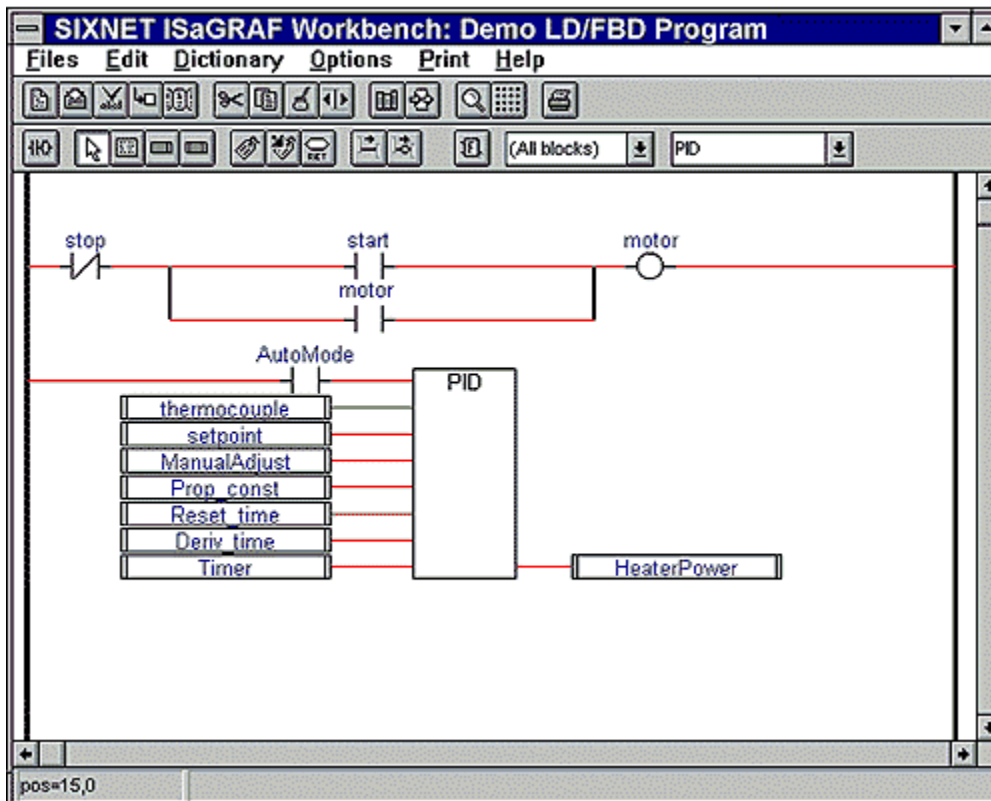 SIXNET ISaGRAF Workbench: Demo LD/FBD Program
Files Edit Dictionary Options Print Help
(All blocks) PID
stop start motor
motor
AutoMode
PID
thermocouple
setpoint
ManualAdjust
Prop_const
Reset_time
Deriv_time
Timer HeaterPower
pos=15,0